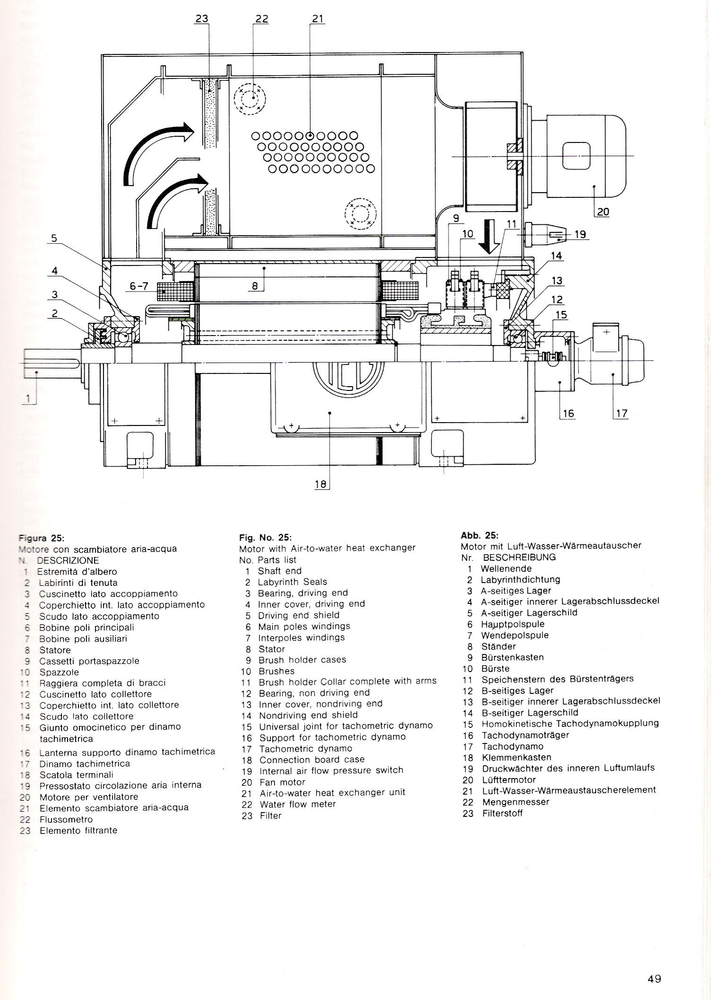 23 22 21
20
9
11
10
19
5
14
4
13
6-7
8
3
12
2
15
1
16
17
18
Figura 25:
Motore con scambiatore aria-acqua
N. DESCRIZIONE
1 Estremità d'albero
2 Labirinti di tenuta
3 Cuscinetto lato accoppiamento
4 Coperchietto int. lato accoppiamento
5 Scudo lato accoppiamento
6 Bobine poli principali
7 Bobine poli ausiliari
8 Statore
9 Cassetti portaspazzole
10 Spazzole
11 Raggiera completa di bracci
12 Cuscinetto lato collettore
13 Coperchietto int. lato collettore
14 Scudo lato collettore
15 Giunto omocinetico per dinamo
tachimetrica
16 Lanterna supporto dinamo tachimetrica
17 Dinamo tachimetrica
18 Scatola terminali
19 Pressostato circolazione aria interna
20 Motore per ventilatore
21 Elemento scambiatore aria-acqua
22 Flussometro
23 Elemento filtrante
Fig. No. 25:
Motor with Air-to-water heat exchanger
No. Parts list
1 Shaft end
2 Labyrinth Seals
3 Bearing, driving end
4 Inner cover, driving end
5 Driving end shield
6 Main poles windings
7 Interpoles windings
8 Stator
9 Brush holder cases
10 Brushes
11 Brush holder Collar complete with arms
12 Bearing, non driving end
13 Inner cover, nondriving end
14 Nondriving end shield
15 Universal joint for tachometric dynamo
16 Support for tachometric dynamo
17 Tachometric dynamo
18 Connection board case
19 Internal air flow pressure switch
20 Fan motor
21 Air-to-water heat exchanger unit
22 Water flow meter
23 Filter
Abb. 25:
Motor mit Luft-Wasser-Wärmeautauscher
Nr. BESCHREIBUNG
1 Wellenende
2 Labyrinthdichtung
3 A-seitiges Lager
4 A-seitiger innerer Lagerabschlussdeckel
5 A-seitiger Lagerschild
6 Hauptpolspule
7 Wendepolspule
8 Ständer
9 Bürstenkasten
10 Bürste
11 Speichenstern des Bürstenträgers
12 B-seitiges Lager
13 B-seitiger innerer Lagerabschlussdeckel
14 B-seitiger Lagerschild
15 Homokinetische Tachodynamokupplung
16 Tachodynamoträger
17 Tachodynamo
18 Klemmenkasten
19 Druckwächter des inneren Luftumlaufs
20 Lüfttermotor
21 Luft-Wasser-Wärmeaustauscherelement
22 Mengenmesser
23 Filterstoff
49